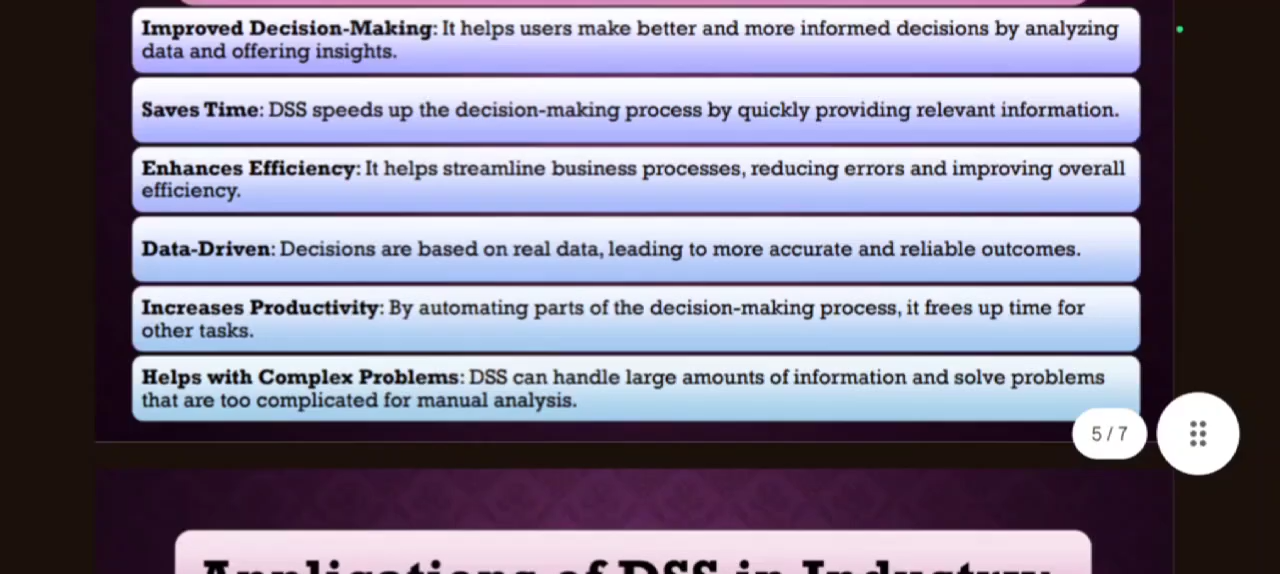 Improved Decision-Making: It helps users make better and more informed decisions by analyzing
data and offering insights.
Saves Time: DSS speeds up the decision-making process by quickly providing relevant information.
Enhances Efficiency: It helps streamline business processes, reducing errors and improving overall
efficiency.
Data-Driven: Decisions are based on real data, leading to more accurate and reliable outcomes.
Increases Productivity: By automating parts of the decision-making process, it frees up time for
other tasks.
Helps with Complex Problems: DSS can handle large amounts of information and solve problems
that are too complicated for manual analysis.
5 / 7
Applications of DSS in Industry